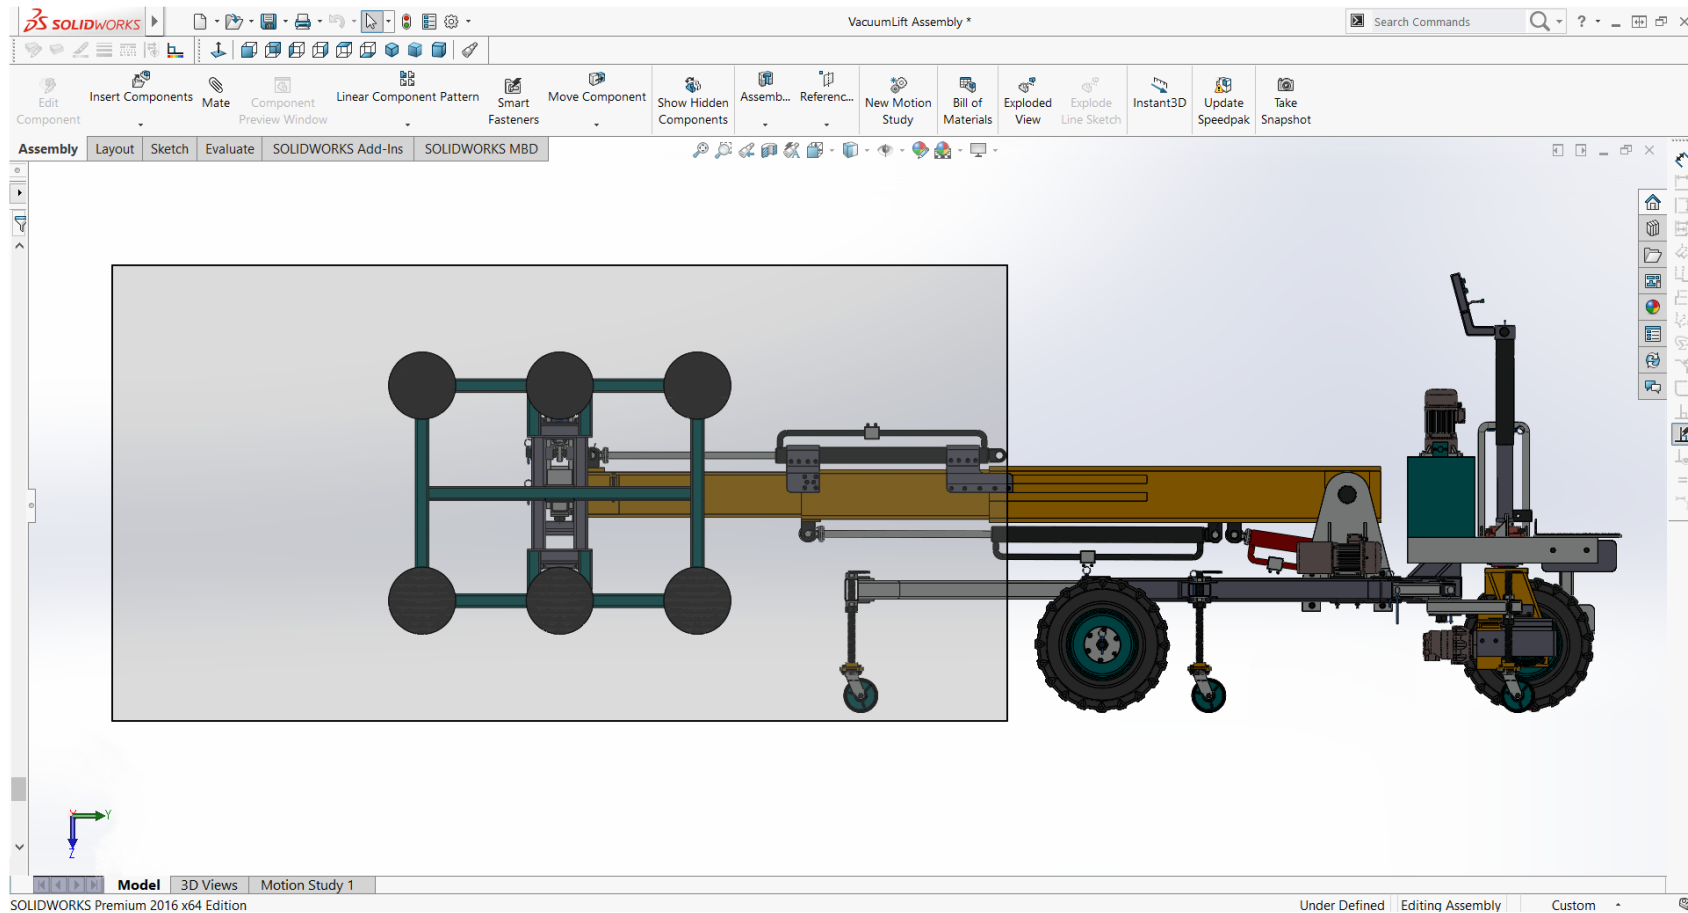 SOLIDWORKS
VacuumLift Assembly *
Search Commands
?
Edit Component
Insert Components
Mate
Component Preview Window
Linear Component Pattern
Smart Fasteners
Move Component
Show Hidden Components
Assemb...
Referenc...
New Motion Study
Bill of Materials
Exploded View
Explode Line Sketch
Instant3D
Update Speedpak
Take Snapshot
Assembly
Layout
Sketch
Evaluate
SOLIDWORKS Add-Ins
SOLIDWORKS MBD
X
Y
Z
Model
3D Views
Motion Study 1
SOLIDWORKS Premium 2016 x64 Edition
Under Defined
Editing Assembly
Custom